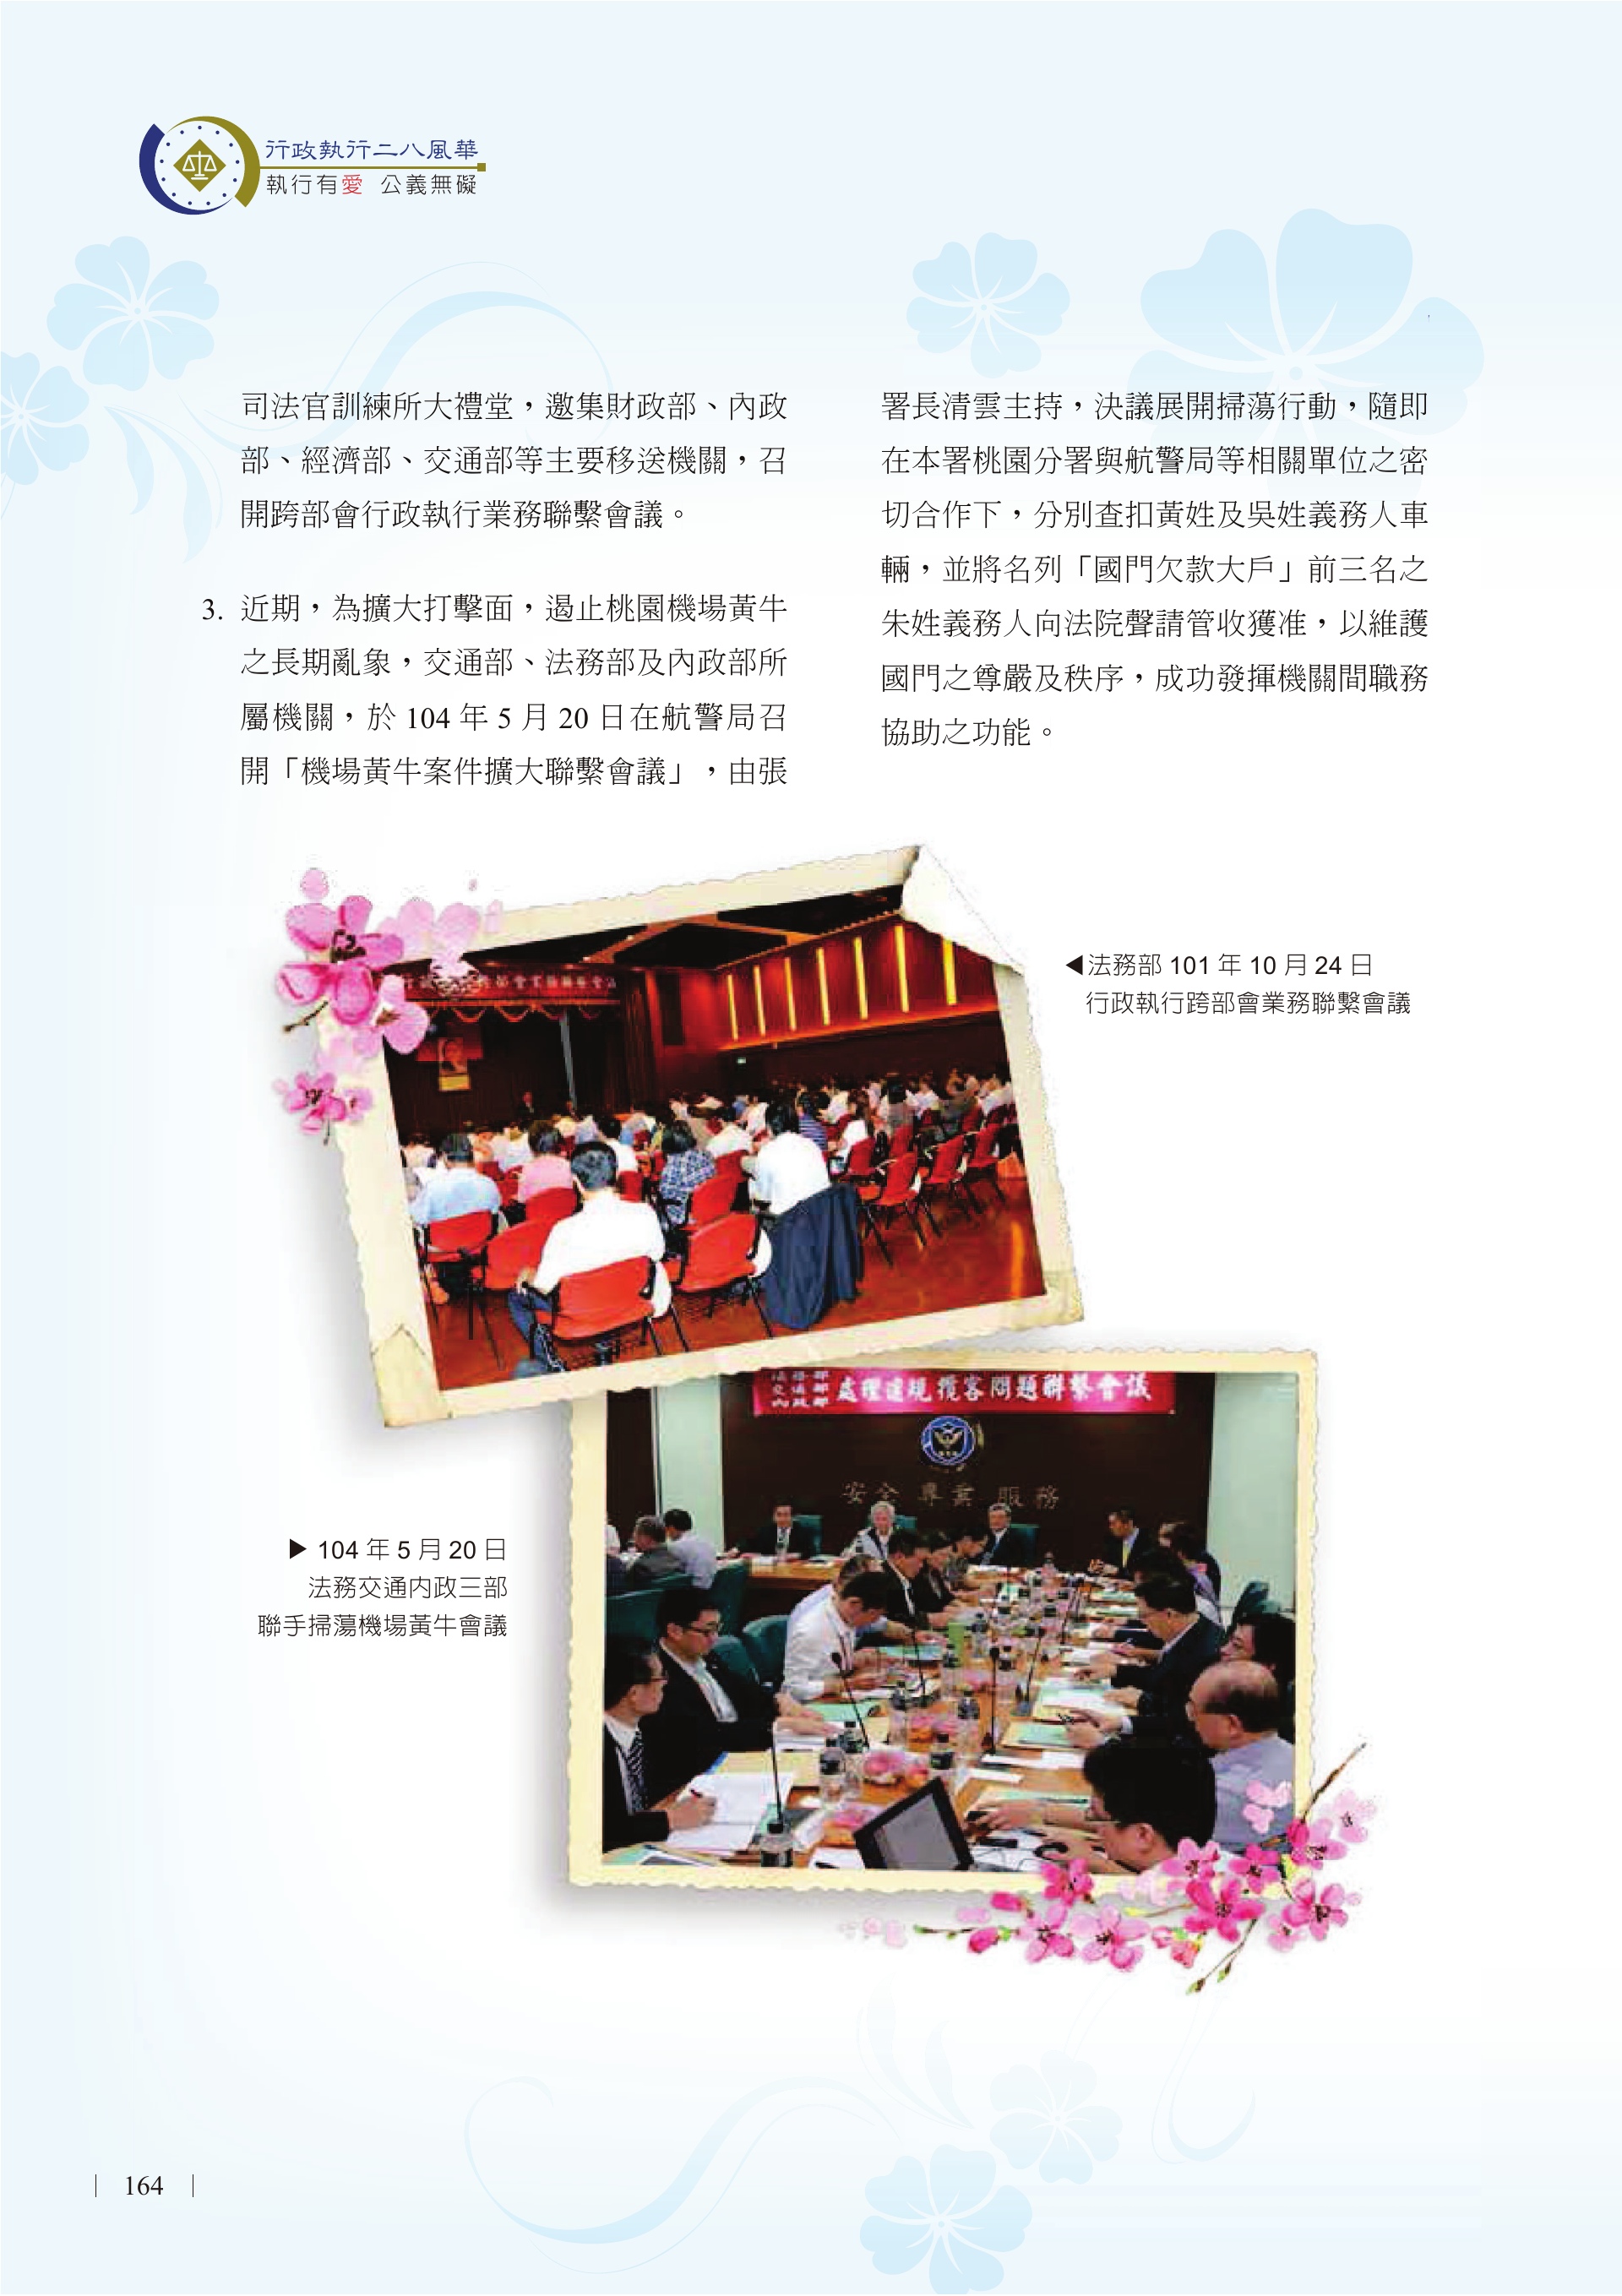 行政執行二八風華
執行有愛 公義無礙
司法官訓練所大禮堂，邀集財政部、內政
部、經濟部、交通部等主要移送機關，召
開跨部會行政執行業務聯繫會議。
3. 近期，為擴大打擊面，遏止桃園機場黃牛
之長期亂象，交通部、法務部及內政部所
屬機關，於 104 年 5 月 20 日在航警局召
開「機場黃牛案件擴大聯繫會議」，由張
署長清雲主持，決議展開掃蕩行動，隨即
在本署桃園分署與航警局等相關單位之密
切合作下，分別查扣黃姓及吳姓義務人車
輛，並將名列「國門欠款大戶」前三名之
朱姓義務人向法院聲請管收獲准，以維護
國門之尊嚴及秩序，成功發揮機關間職務
協助之功能。
◀法務部 101 年 10 月 24 日
行政執行跨部會業務聯繫會議
法務部
交通部
內政部
處理違規攬客問題聯繫會議
安全 專業 服務
▶ 104 年 5 月 20 日
法務交通內政三部
聯手掃蕩機場黃牛會議
164